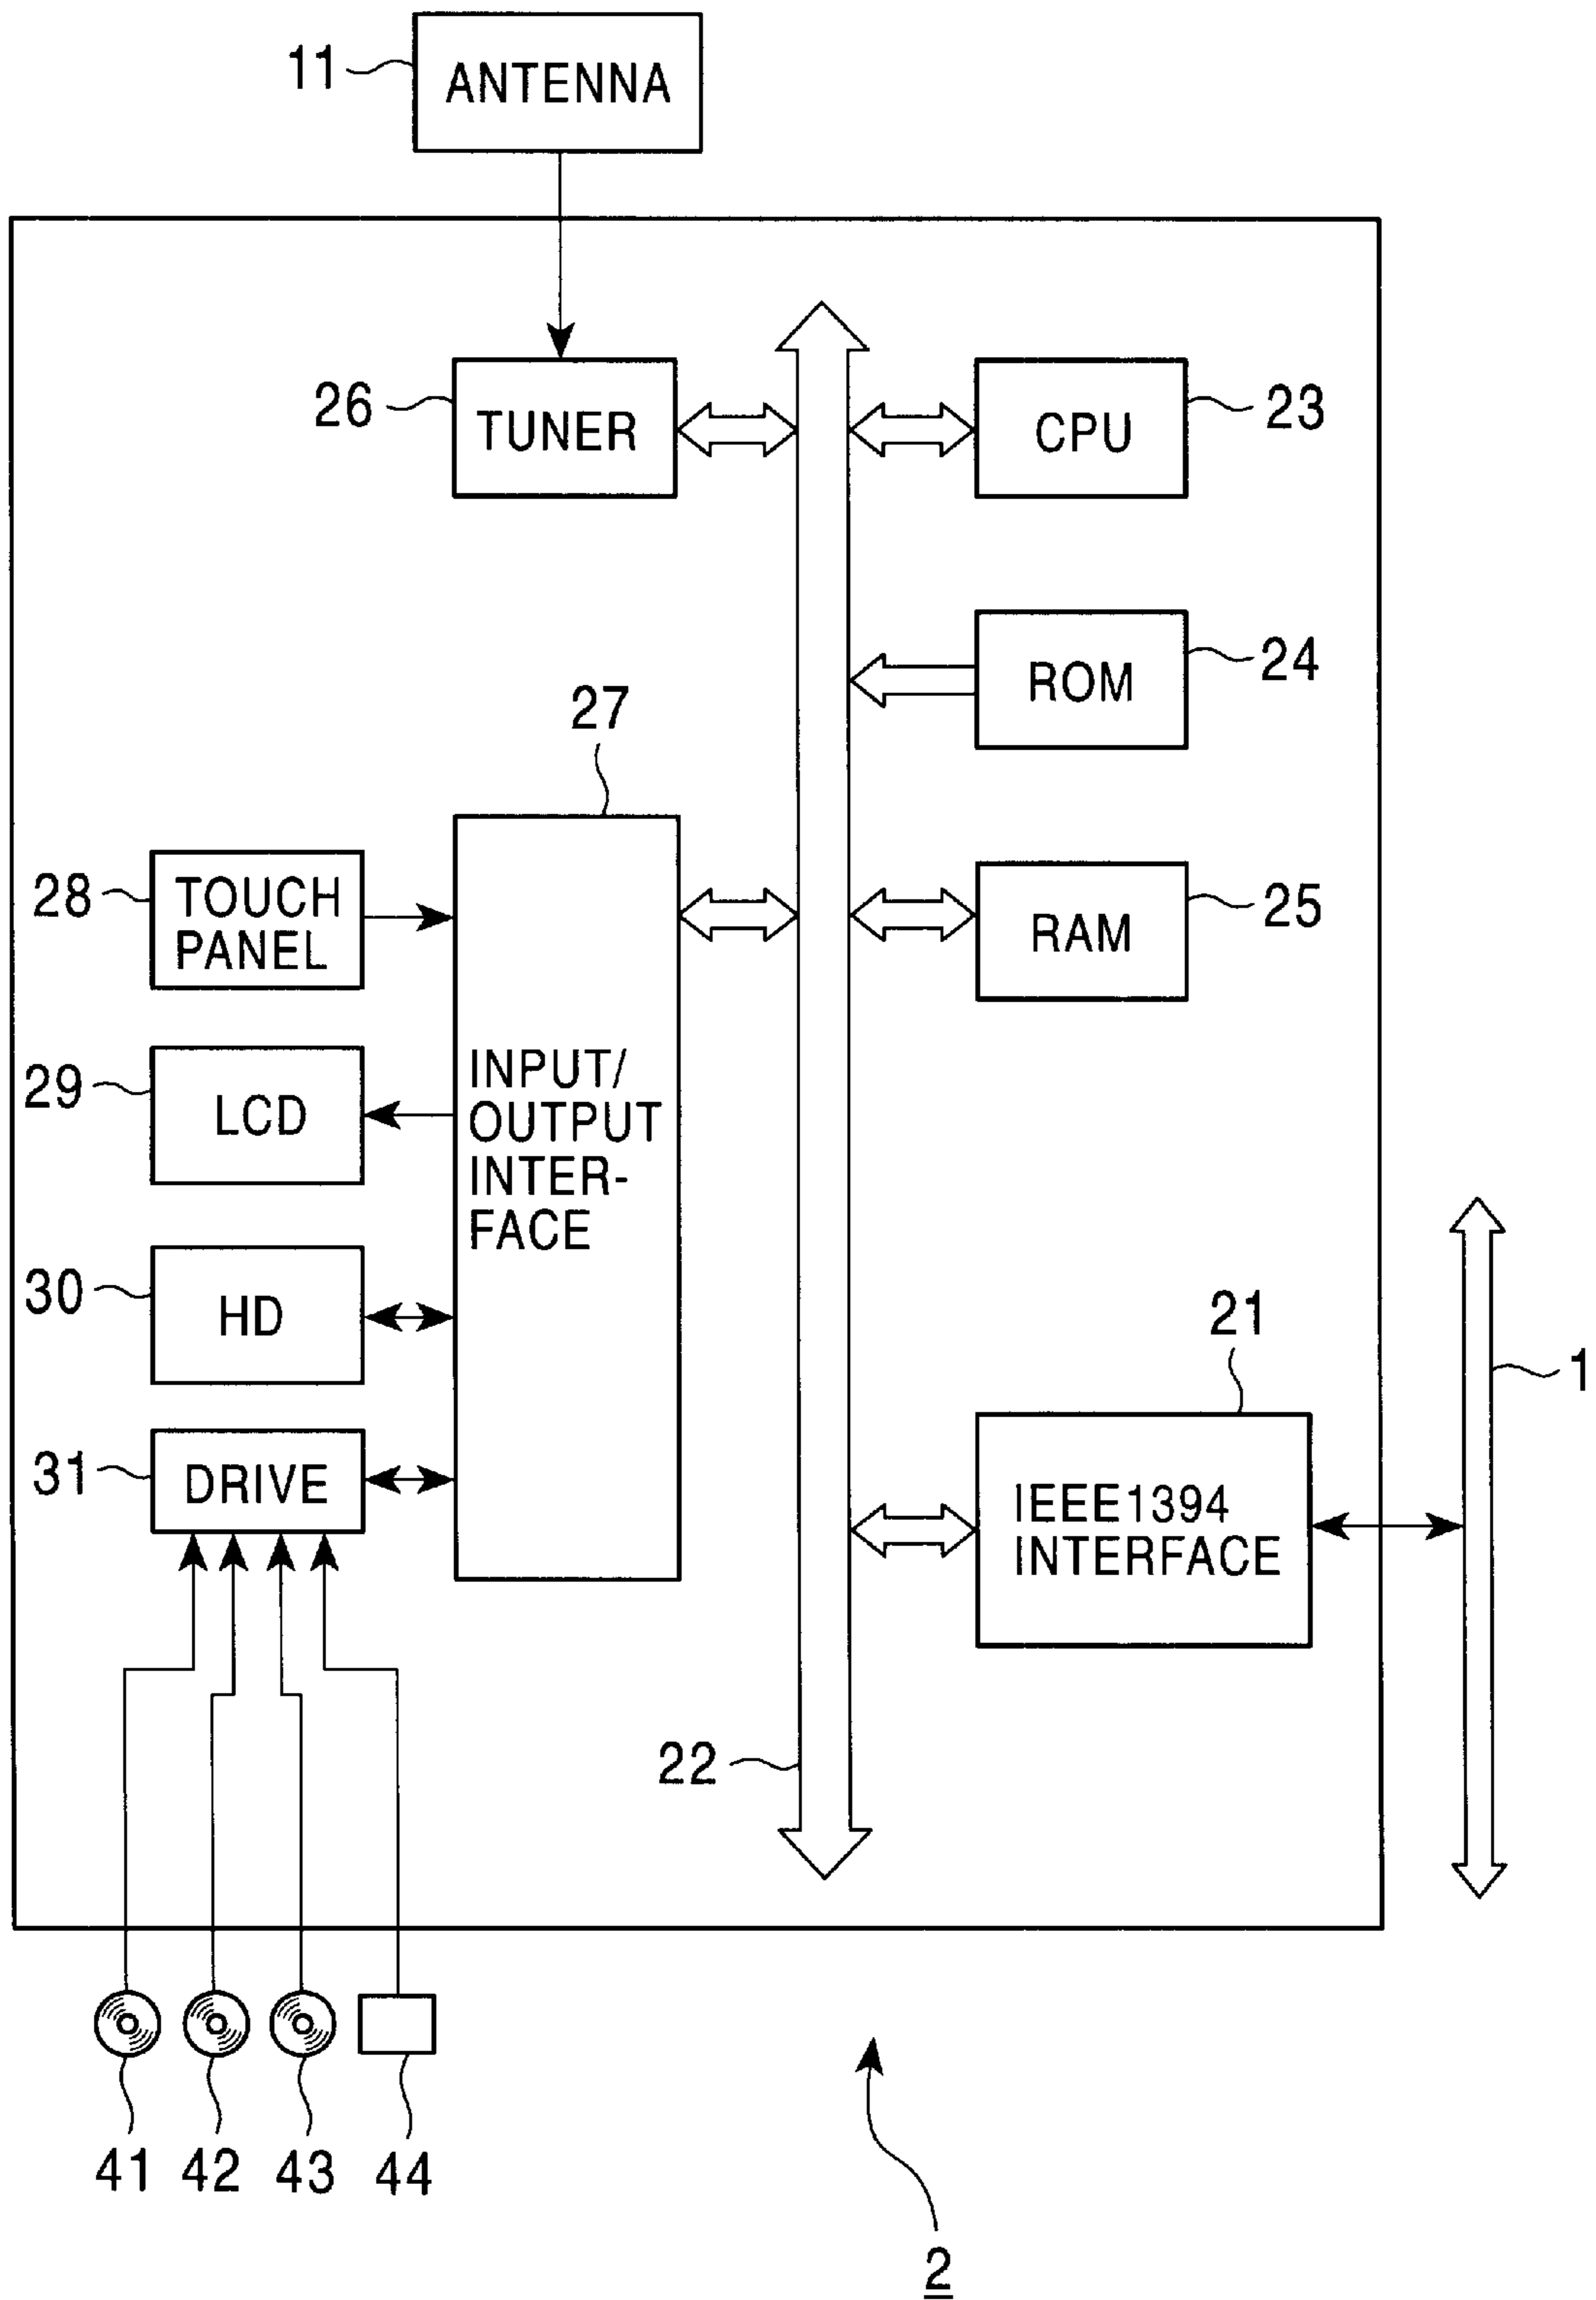 11
ANTENNA
26
TUNER
CPU
23
ROM
24
27
28
TOUCH
PANEL
RAM
25
29
LCD
INPUT/
OUTPUT
INTER-
FACE
30
HD
21
1
31
DRIVE
IEEE1394
INTERFACE
22
41
42
43
44
2